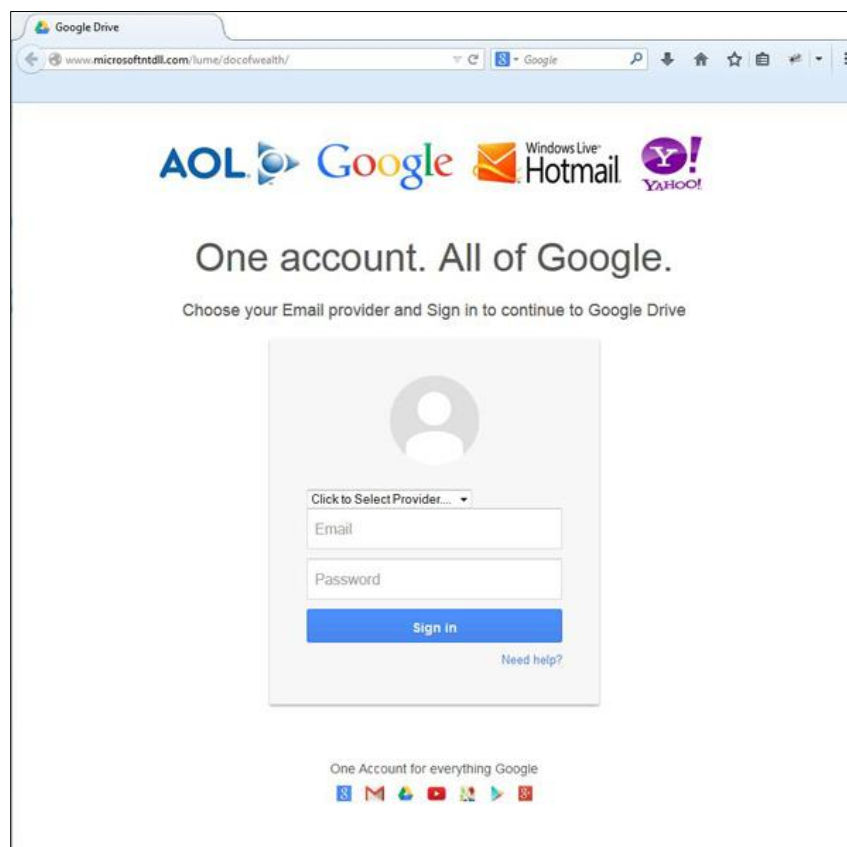 Google Drive
www.microsoftntdll.com/lume/docofwealth/
8 Google
AOL Google Windows Live Hotmail Y! YAHOO!
One account. All of Google.
Choose your Email provider and Sign in to continue to Google Drive
Click to Select Provider....
Email
Password
Sign in
Need help?
One Account for everything Google